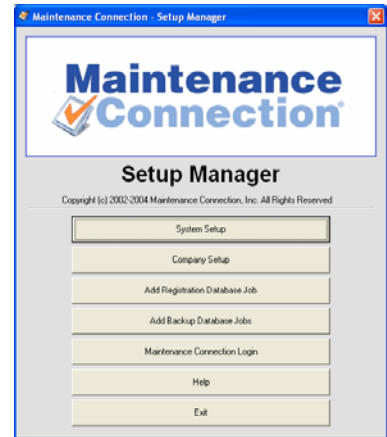 Maintenance Connection - Setup Manager
Maintenance
Connection®
Setup Manager
Copyright (c) 2002-2004 Maintenance Connection, Inc. All Rights Reserved
System Setup
Company Setup
Add Registration Database Job
Add Backup Database Jobs
Maintenance Connection Login
Help
Exit